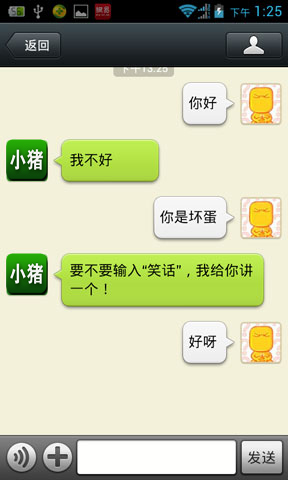 下午 1:25
返回
下午13:25
你好
小猪
我不好
你是坏蛋
小猪
要不要输入“笑话”，我给你讲
一个！
好呀
发送